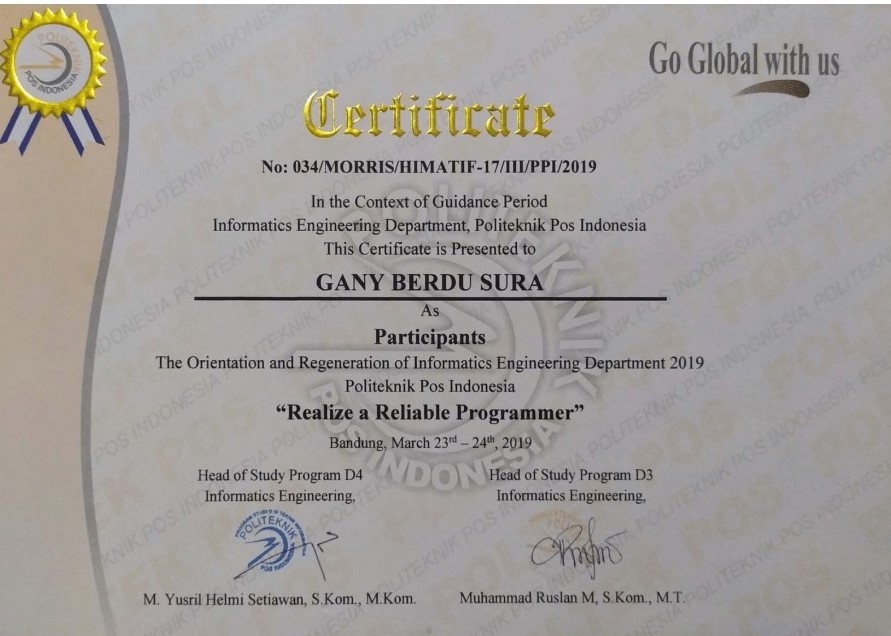 POLITEKNIK
POS INDONESIA
Go Global with us
Certificate
No: 034/MORRIS/HIMATIF-17/III/PPI/2019
In the Context of Guidance Period
Informatics Engineering Department, Politeknik Pos Indonesia
This Certificate is Presented to
GANY BERDU SURA
As
Participants
The Orientation and Regeneration of Informatics Engineering Department 2019
Politeknik Pos Indonesia
“Realize a Reliable Programmer”
Bandung, March 23rd – 24th, 2019
Head of Study Program D4 Head of Study Program D3
Informatics Engineering, Informatics Engineering,
POLITEKNIK
POS INDONESIA
M. Yusril Helmi Setiawan, S.Kom., M.Kom. Muhammad Ruslan M, S.Kom., M.T.